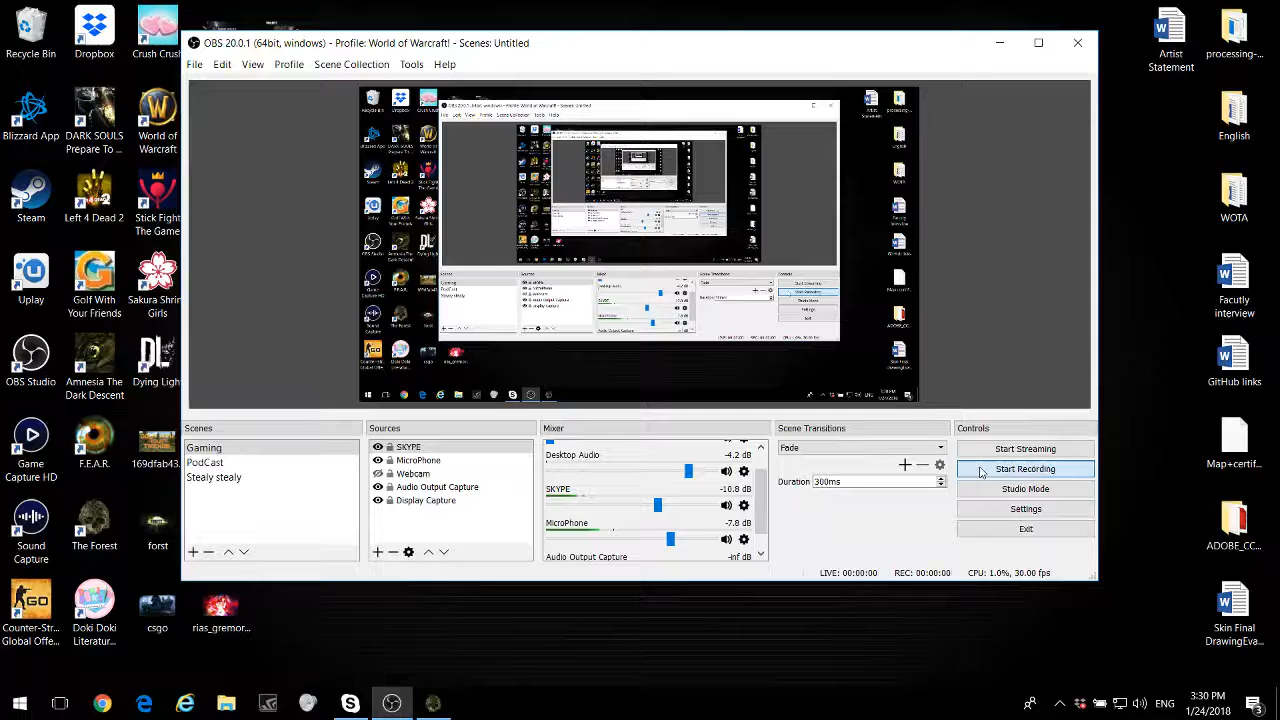 OBS 20.0.1 (64bit, windows) - Profile: World of Warcraft! - Scenes: Untitled
File Edit View Profile Scene Collection Tools Help
Recycle Bin
Dropbox
Crush Crush
Blizzard App
DARK SOULS
Prepare To ...
World of
Warcraft
Steam
Left 4 Dead 2
Stick Fight
The Game
Uplay
Golf With
Your Friends
Sakura Shrine
Girls
OBS Studio
Amnesia The
Dark Descent
Dying Light
Game
Capture HD
F.E.A.R.
169dfab43...
Sound
Capture
The Forest
forst
Counter-Str...
Global Offe...
Doki Doki
Literatur...
csgo
rias_gremor...
Scenes
Gaming
PodCast
Stealy stealy
Sources
SKYPE
MicroPhone
Webcam
Audio Output Capture
Display Capture
Mixer
Desktop Audio -4.2 dB
SKYPE -10.8 dB
MicroPhone -7.8 dB
Audio Output Capture -inf dB
Scene Transitions
Fade
Duration 300ms
Controls
Start Streaming
Start Recording
Studio Mode
Settings
Exit
LIVE: 00:00:00 REC: 00:00:00 CPU: 1.0%, 30.00 fps
Artist
Statement
processing-...
English
WOTA
Facutly
interview
GitHub links
Map+certif...
ADOBE_CC...
Skin Final
DrawingEva...
ENG
3:30 PM
1/24/2018
3